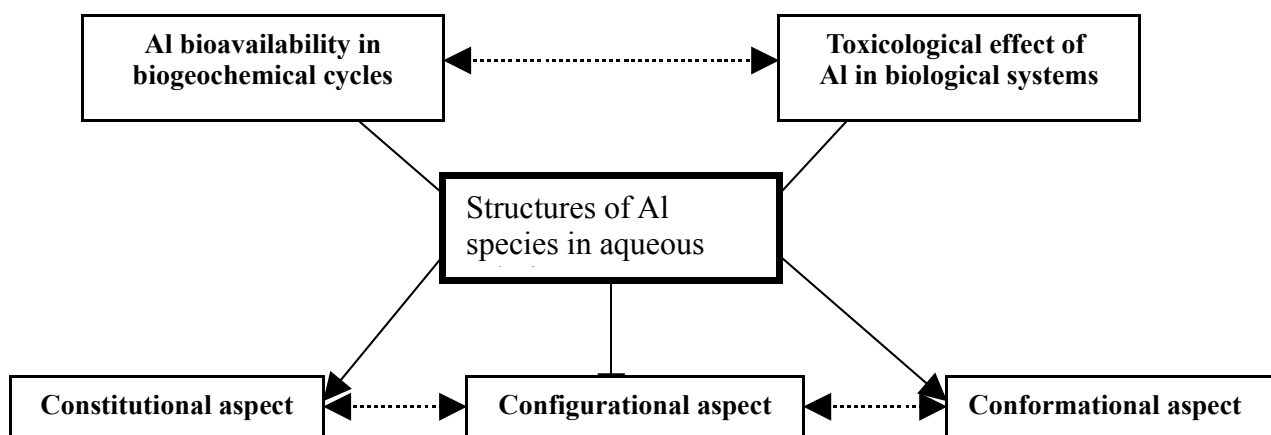 Al bioavailability in
biogeochemical cycles
Toxicological effect of
Al in biological systems
Structures of Al
species in aqueous
Constitutional aspect
Configurational aspect
Conformational aspect